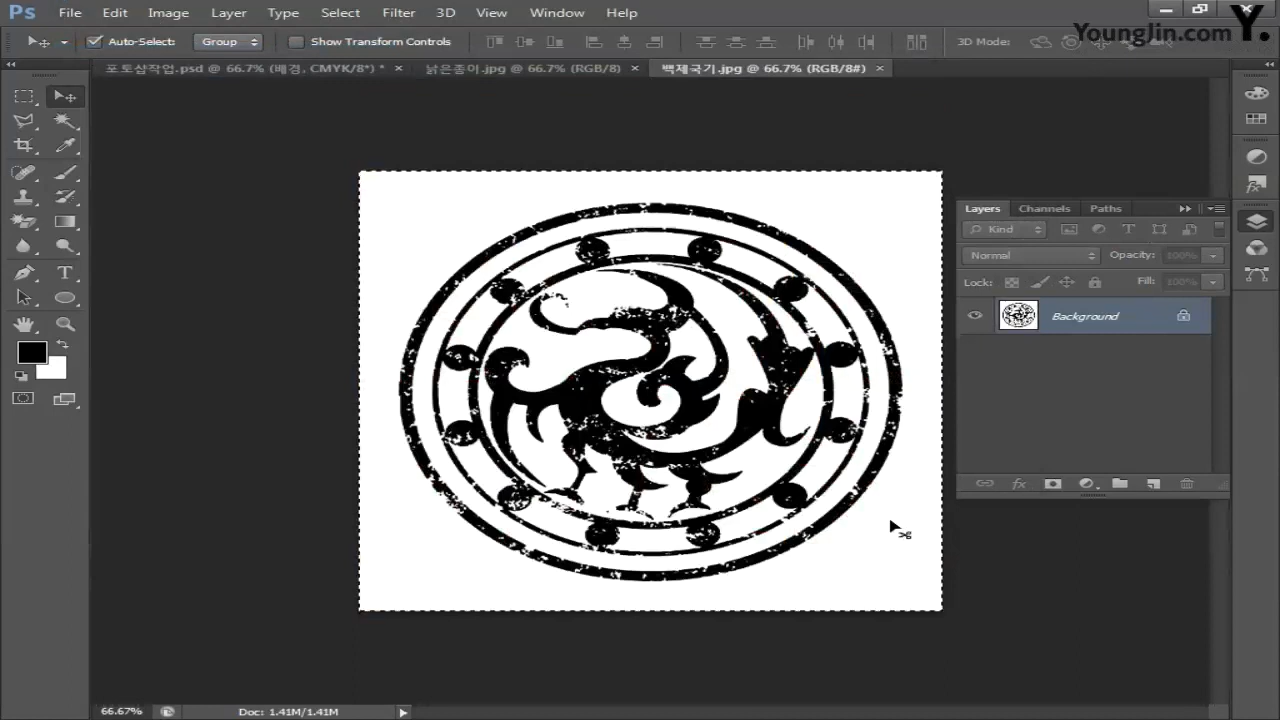 Ps File Edit Image Layer Type Select Filter 3D View Window Help
YoungJin.com Y.
Auto-Select: Group Show Transform Controls 3D Mode:
포토샵작업.psd @ 66.7% (배경, CMYK/8*) * × 낡은종이.jpg @ 66.7% (RGB/8) × 백제국기.jpg @ 66.7% (RGB/8#) ×
Layers Channels Paths
Kind
Normal Opacity: 100%
Lock: Fill: 100%
Background
66.67% Doc: 1.41M/1.41M